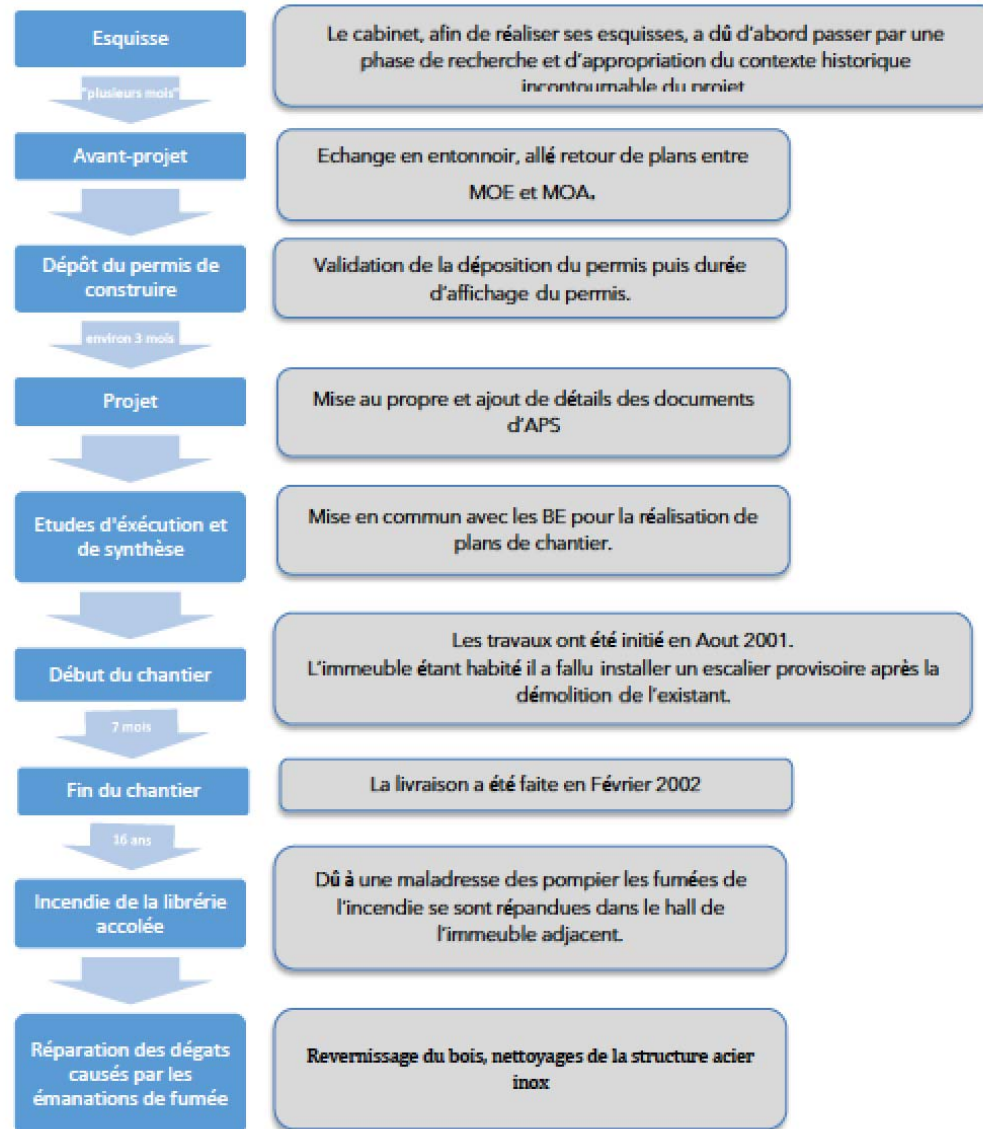 Esquisse
Le cabinet, afin de réaliser ses esquisses, a dû d'abord passer par une
phase de recherche et d'appropriation du contexte historique
incontournable du projet
"plusieurs mois"
Avant-projet
Echange en entonnoir, allé retour de plans entre
MOE et MOA.
Dépôt du permis de
construire
Validation de la déposition du permis puis durée
d'affichage du permis.
environ 3 mois
Projet
Mise au propre et ajout de détails des documents
d'APS
Etudes d'éxécution et
de synthèse
Mise en commun avec les BE pour la réalisation de
plans de chantier.
Début du chantier
Les travaux ont été initié en Aout 2001.
L'immeuble étant habité il a fallu installer un escalier provisoire après la
démolition de l'existant.
7 mois
Fin du chantier
La livraison a été faite en Février 2002
16 ans
Incendie de la librérie
accolée
Dû à une maladresse des pompier les fumées de
l'incendie se sont répandues dans le hall de
l'immeuble adjacent.
Réparation des dégats
causés par les
émanations de fumée
Revernissage du bois, nettoyages de la structure acier
inox